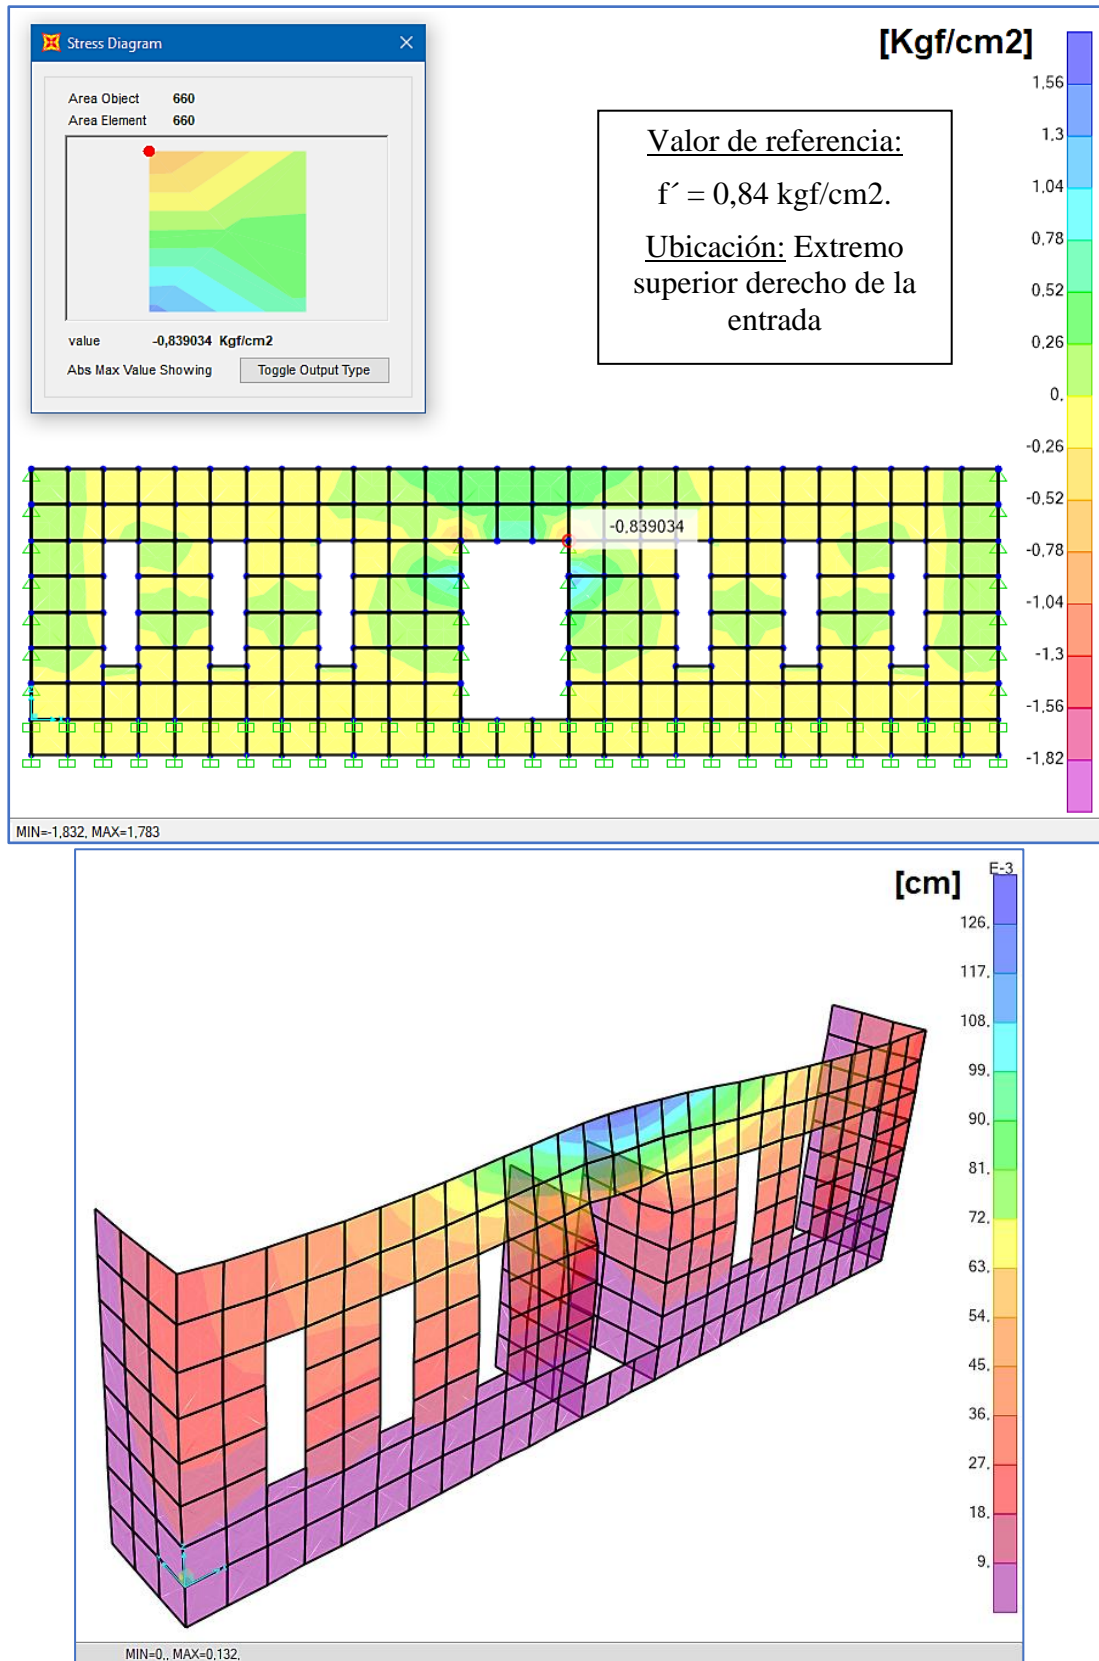 Stress Diagram
Area Object 660
Area Element 660
value -0,839034 Kgf/cm2
Abs Max Value Showing Toggle Output Type
Valor de referencia:
f´ = 0,84 kgf/cm2.
Ubicación: Extremo
superior derecho de la
entrada
[Kgf/cm2]
1,56
1,3
1,04
0,78
0,52
0,26
0,
-0,26
-0,52
-0,78
-1,04
-1,3
-1,56
-1,82
-0,839034
MIN=-1,832, MAX=1,783
[cm]
E-3
126,
117,
108,
99,
90,
81,
72,
63,
54,
45,
36,
27,
18,
9,
MIN=0,, MAX=0,132,